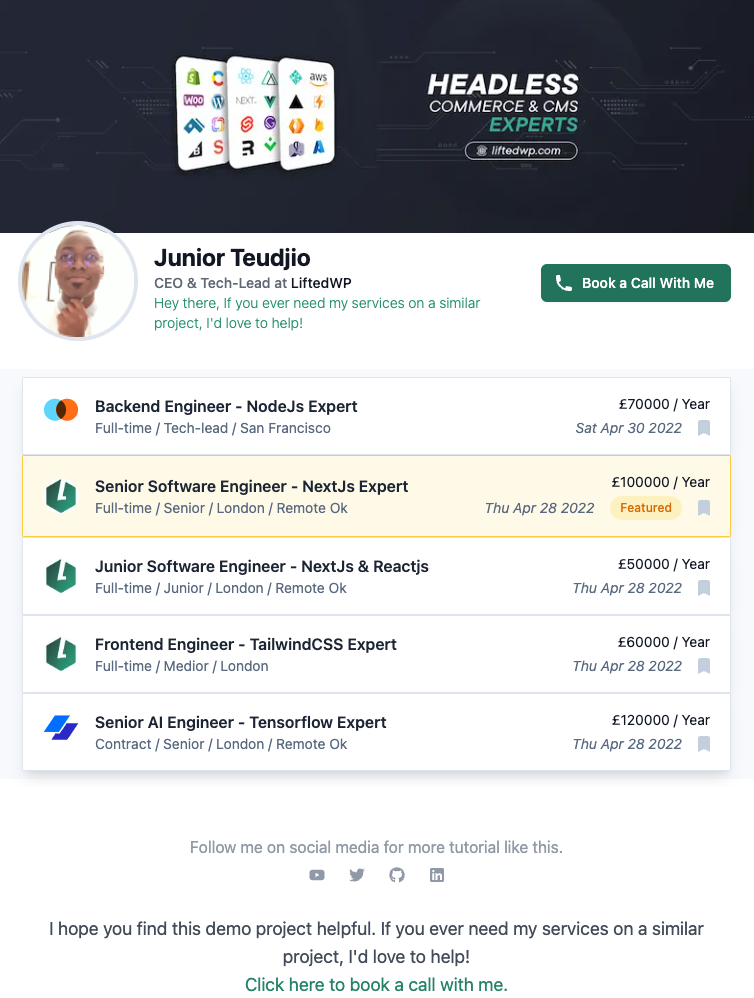 aws
WOO
NEXT.
HEADLESS
COMMERCE & CMS
EXPERTS
liftedwp.com
Junior Teudjio
CEO & Tech-Lead at LiftedWP
Hey there, If you ever need my services on a similar
project, I'd love to help!
Book a Call With Me
Backend Engineer - NodeJs Expert
£70000 / Year
Full-time / Tech-lead / San Francisco
Sat Apr 30 2022
Senior Software Engineer - NextJs Expert
£100000 / Year
Full-time / Senior / London / Remote Ok
Thu Apr 28 2022
Featured
Junior Software Engineer - NextJs & Reactjs
£50000 / Year
Full-time / Junior / London / Remote Ok
Thu Apr 28 2022
Frontend Engineer - TailwindCSS Expert
£60000 / Year
Full-time / Medior / London
Thu Apr 28 2022
Senior AI Engineer - Tensorflow Expert
£120000 / Year
Contract / Senior / London / Remote Ok
Thu Apr 28 2022
Follow me on social media for more tutorial like this.
I hope you find this demo project helpful. If you ever need my services on a similar
project, I'd love to help!
Click here to book a call with me.